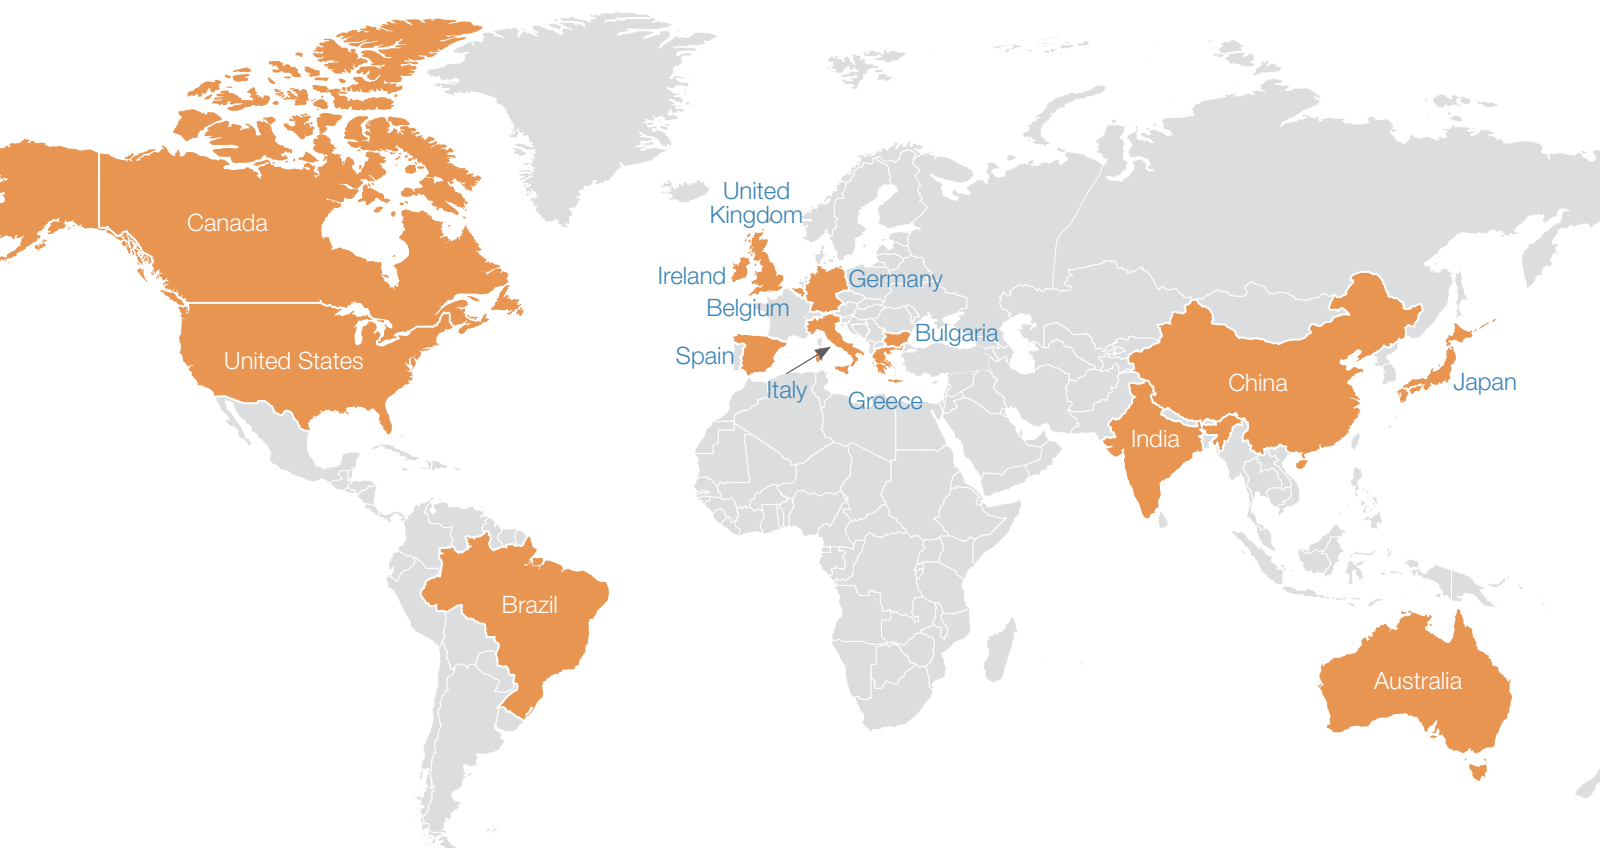 United
Kingdom
Canada
Ireland
Germany
Belgium
Bulgaria
Spain
United States
Italy
Greece
China
Japan
India
Brazil
Australia